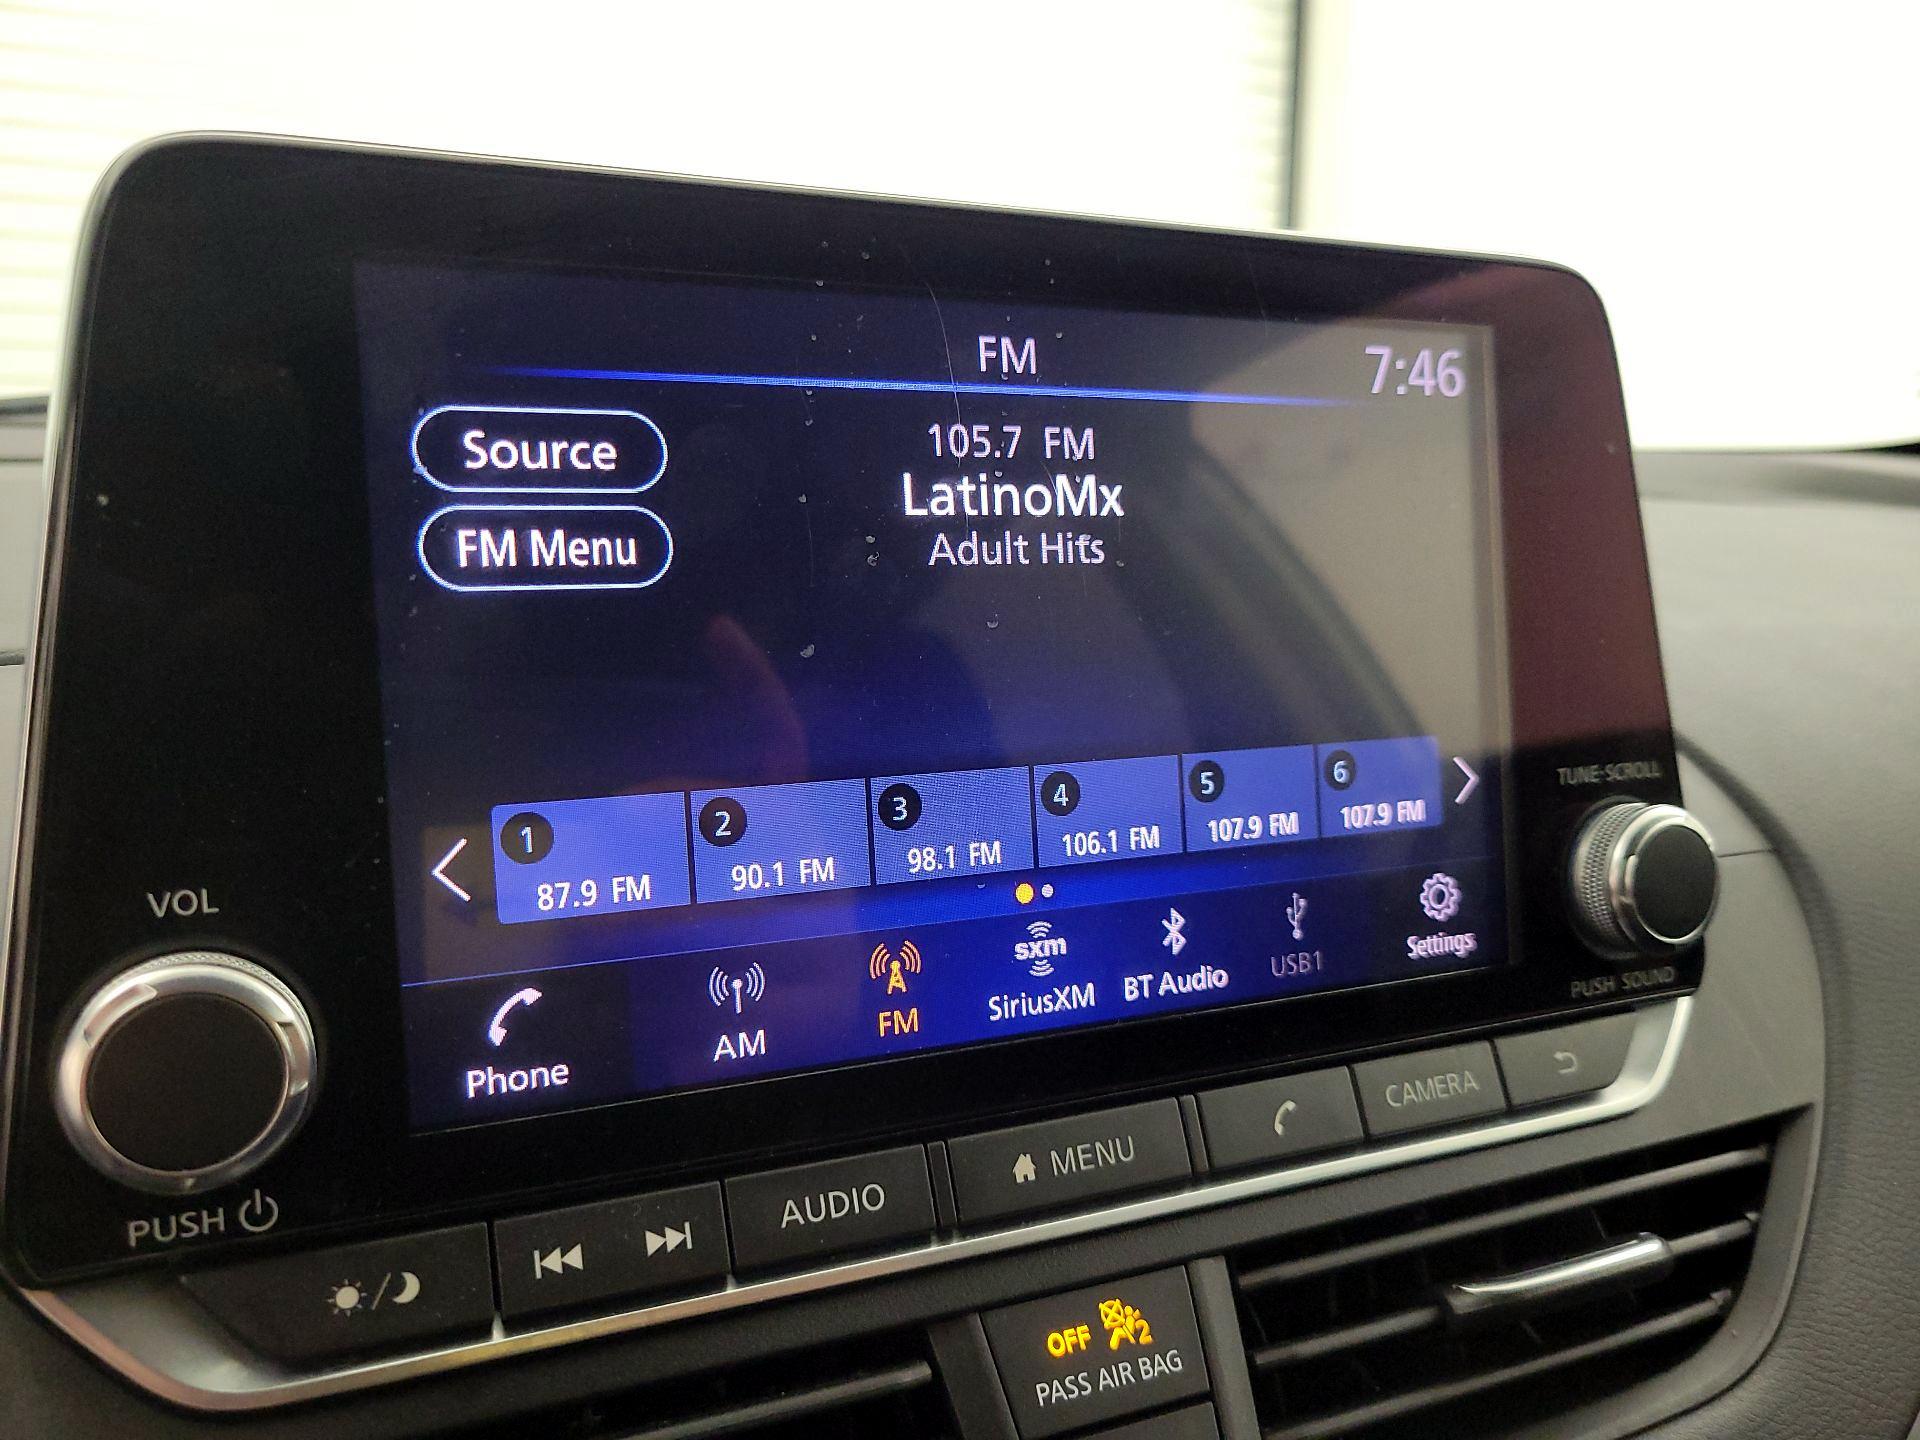 FM
7:46
Source
105.7 FM
LatinoMx
FM Menu
Adult Hits
1
2
3
4
5
6
87.9 FM
90.1 FM
98.1 FM
106.1 FM
107.9 FM
107.9 FM
Phone
AM
FM
sxm
SiriusXM
BT Audio
USB1
Settings
VOL
PUSH
TUNE·SCROLL
PUSH SOUND
AUDIO
MENU
CAMERA
OFF
2
PASS AIR BAG